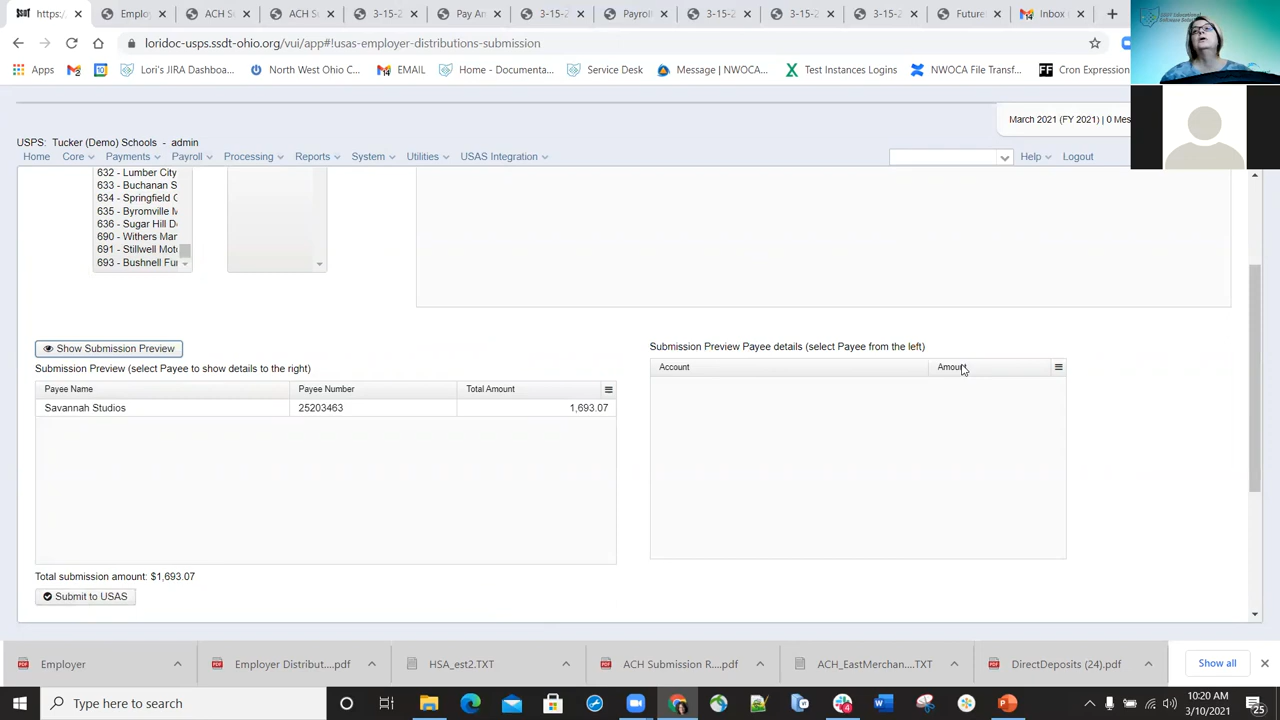 https:/
Emplo
ACH S
ACH S
3-15-2
3-15-2
3-15-
Payrol
3-15-
3-15-
3-15-
Future
Inbox
loridoc-usps.ssdt-ohio.org/vui/app#!usas-employer-distributions-submission
Apps
Lori's JIRA Dashboa...
North West Ohio C...
EMAIL
Home - Documenta...
Service Desk
Message | NWOCA...
Test Instances Logins
NWOCA File Transf...
Cron Expression
March 2021 (FY 2021) | 0 Mes
USPS: Tucker (Demo) Schools - admin
Home Core Payments Payroll Processing Reports System Utilities USAS Integration Help Logout
632 - Lumber City
633 - Buchanan S
634 - Springfield C
635 - Byromville M
636 - Sugar Hill D
690 - Withers Mar
691 - Stillwell Mot
693 - Bushnell Fur
Show Submission Preview
Submission Preview (select Payee to show details to the right)
Payee Name Payee Number Total Amount
Savannah Studios 25203463 1,693.07
Submission Preview Payee details (select Payee from the left)
Account Amount
Total submission amount: $1,693.07
Submit to USAS
Employer
Employer Distribut....pdf
HSA_est2.TXT
ACH Submission R....pdf
ACH_EastMerchan....TXT
DirectDeposits (24).pdf
Show all
Type here to search
10:20 AM
3/10/2021
25